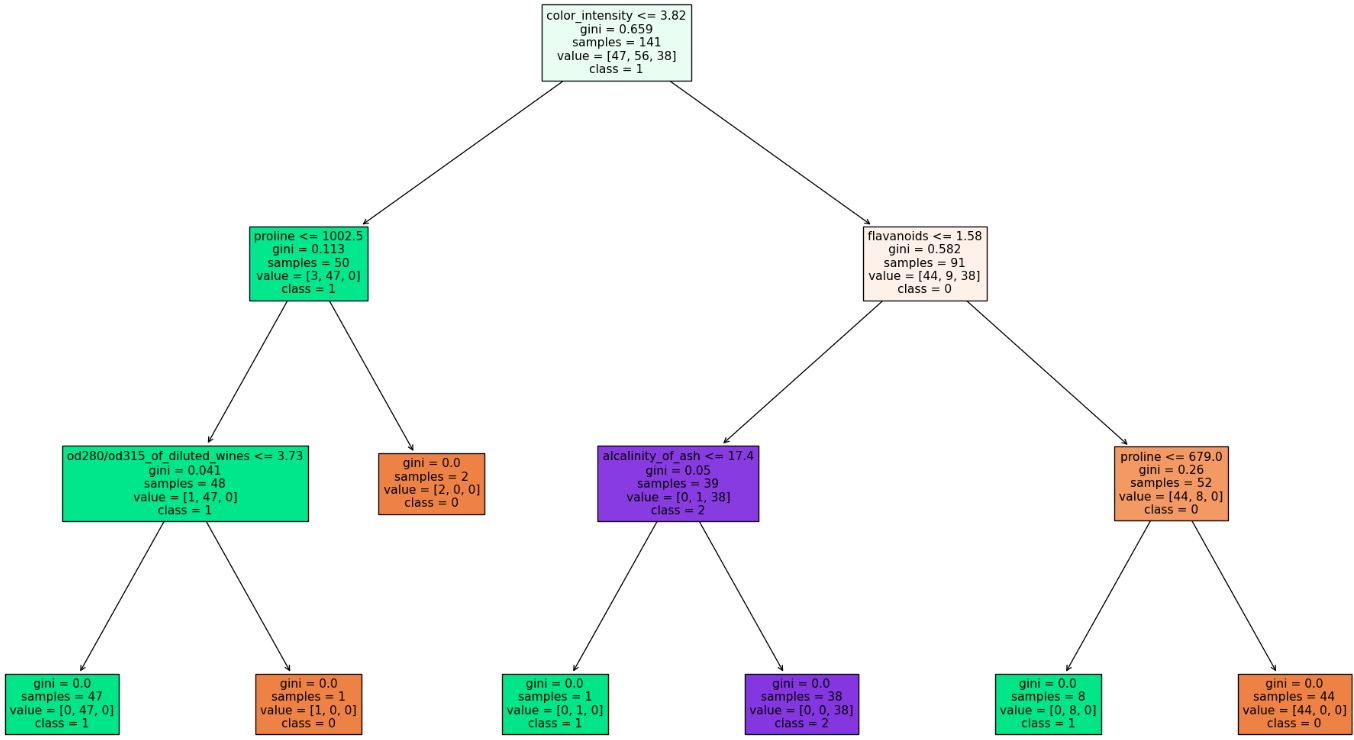 color_intensity <= 3.82
gini = 0.659
samples = 141
value = [47, 56, 38]
class = 1
proline <= 1002.5
gini = 0.113
samples = 50
value = [3, 47, 0]
class = 1
flavanoids <= 1.58
gini = 0.582
samples = 91
value = [44, 9, 38]
class = 0
od280/od315_of_diluted_wines <= 3.73
gini = 0.041
samples = 48
value = [1, 47, 0]
class = 1
gini = 0.0
samples = 2
value = [2, 0, 0]
class = 0
alcalinity_of_ash <= 17.4
gini = 0.05
samples = 39
value = [0, 1, 38]
class = 2
proline <= 679.0
gini = 0.26
samples = 52
value = [44, 8, 0]
class = 0
gini = 0.0
samples = 47
value = [0, 47, 0]
class = 1
gini = 0.0
samples = 1
value = [1, 0, 0]
class = 0
gini = 0.0
samples = 1
value = [0, 1, 0]
class = 1
gini = 0.0
samples = 38
value = [0, 0, 38]
class = 2
gini = 0.0
samples = 8
value = [0, 8, 0]
class = 1
gini = 0.0
samples = 44
value = [44, 0, 0]
class = 0